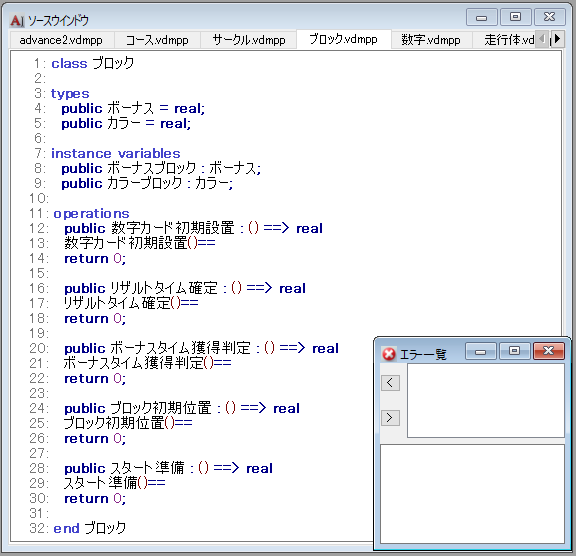 ソースウインドウ
advance2.vdmpp コース.vdmpp サークル.vdmpp ブロック.vdmpp 数字.vdmpp 走行体.vd
1: class ブロック
2:
3: types
4: public ボーナス = real;
5: public カラー = real;
6:
7: instance variables
8: public ボーナスブロック : ボーナス;
9: public カラーブロック : カラー;
10:
11: operations
12: public 数字カード初期設置 : () ==> real
13: 数字カード初期設置()==
14: return 0;
15:
16: public リザルトタイム確定 : () ==> real
17: リザルトタイム確定()==
18: return 0;
19:
20: public ボーナスタイム獲得判定 : () ==> real
21: ボーナスタイム獲得判定()==
22: return 0;
23:
24: public ブロック初期位置 : () ==> real
25: ブロック初期位置()==
26: return 0;
27:
28: public スタート準備 : () ==> real
29: スタート準備()==
30: return 0;
31:
32: end ブロック
エラー一覧
<
>